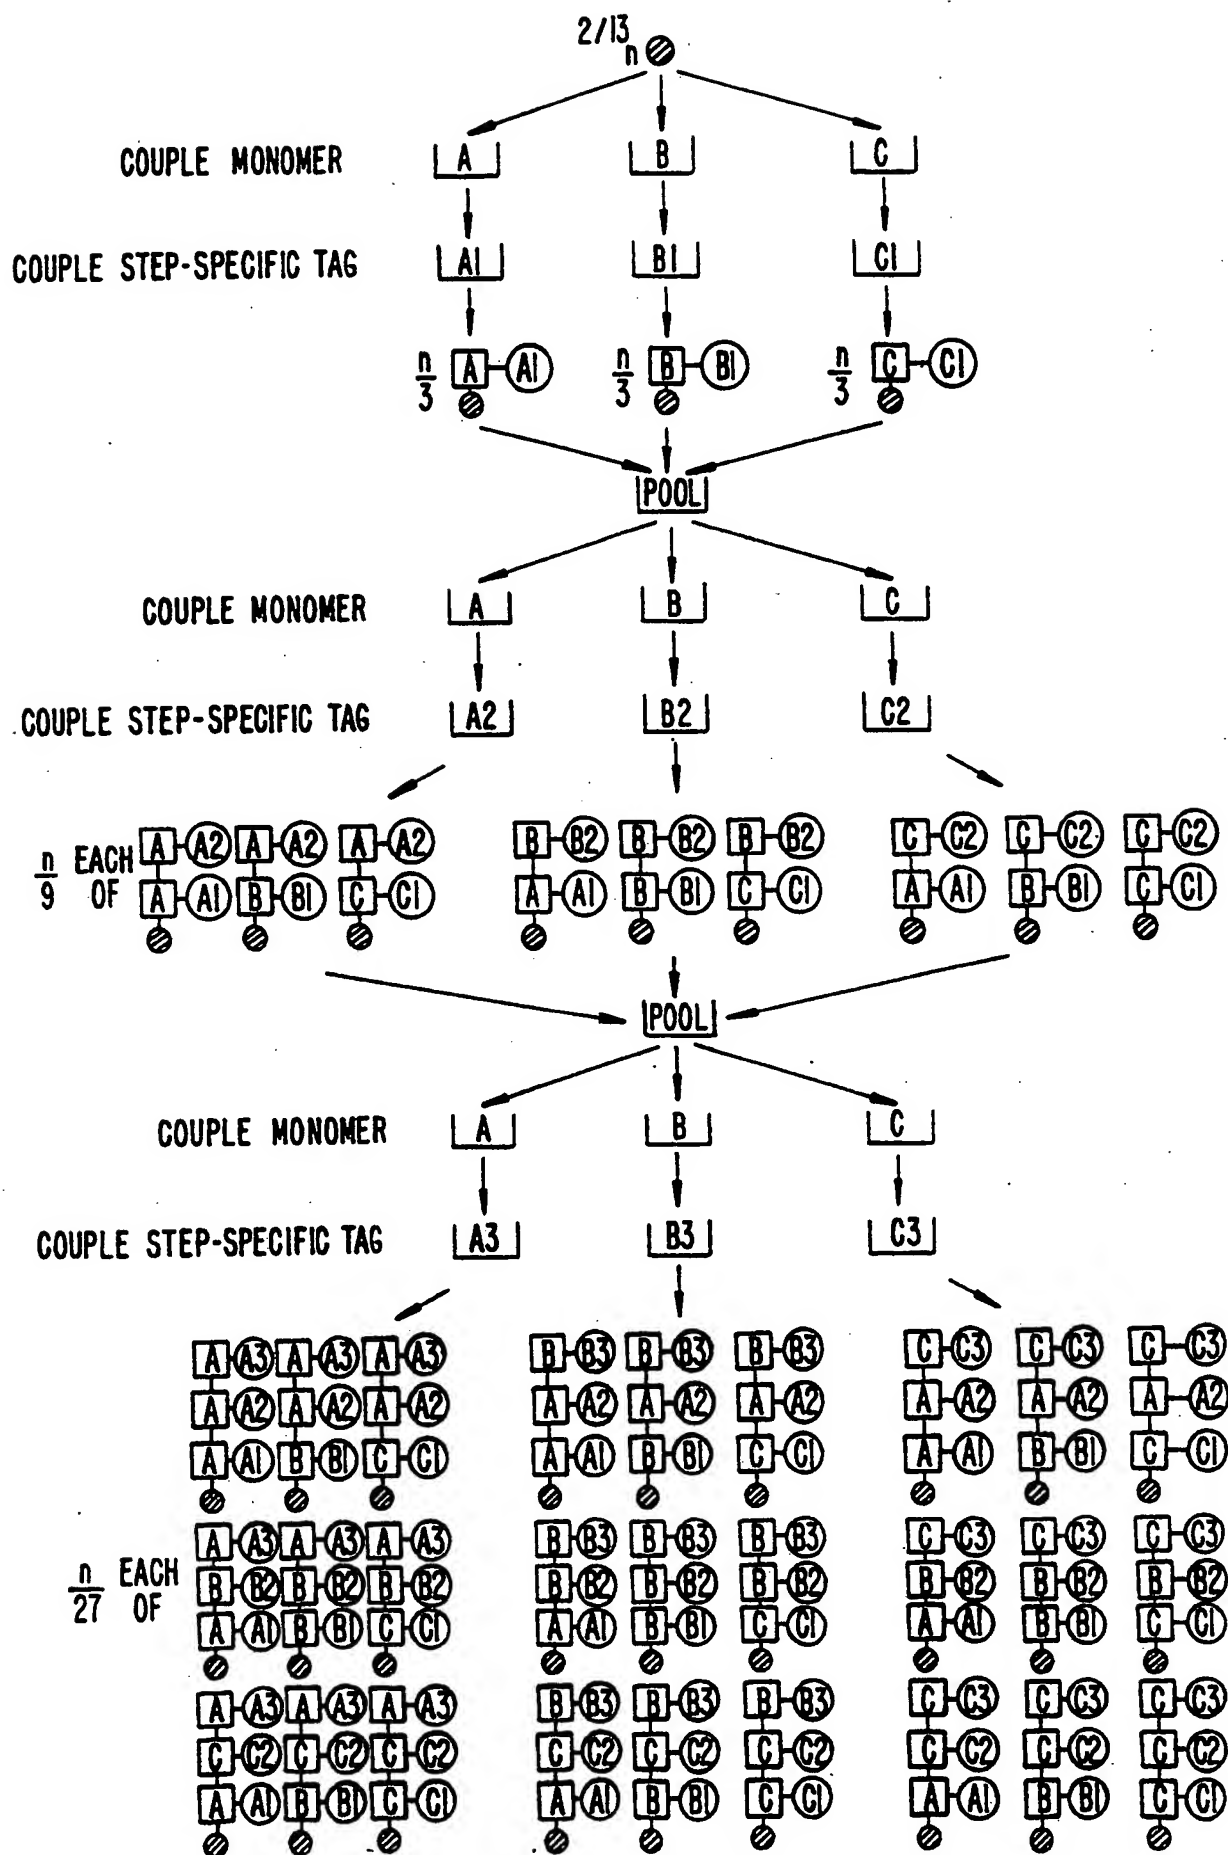 2/13
n
COUPLE MONOMER A B C
COUPLE STEP-SPECIFIC TAG A1 B1 C1
n/3 A A1 n/3 B B1 n/3 C C1
POOL
COUPLE MONOMER A B C
COUPLE STEP-SPECIFIC TAG A2 B2 C2
A A2 A A2 A A2 B B2 B B2 B B2 C C2 C C2 C C2
n/9 EACH OF
A A1 B B1 C C1 A A1 B B1 C C1 A A1 B B1 C C1
POOL
COUPLE MONOMER A B C
COUPLE STEP-SPECIFIC TAG A3 B3 C3
A A3 A A3 A A3 B B3 B B3 B B3 C C3 C C3 C C3
A A2 A A2 A A2 A A2 A A2 A A2 A A2 A A2 A A2
A A1 B B1 C C1 A A1 B B1 C C1 A A1 B B1 C C1
A A3 A A3 A A3 B B3 B B3 B B3 C C3 C C3 C C3
n/27 EACH OF
B B2 B B2 B B2 B B2 B B2 B B2 B B2 B B2 B B2
A A1 B B1 C C1 A A1 B B1 C C1 A A1 B B1 C C1
A A3 A A3 A A3 B B3 B B3 B B3 C C3 C C3 C C3
C C2 C C2 C C2 C C2 C C2 C C2 C C2 C C2 C C2
A A1 B B1 C C1 A A1 B B1 C C1 A A1 B B1 C C1